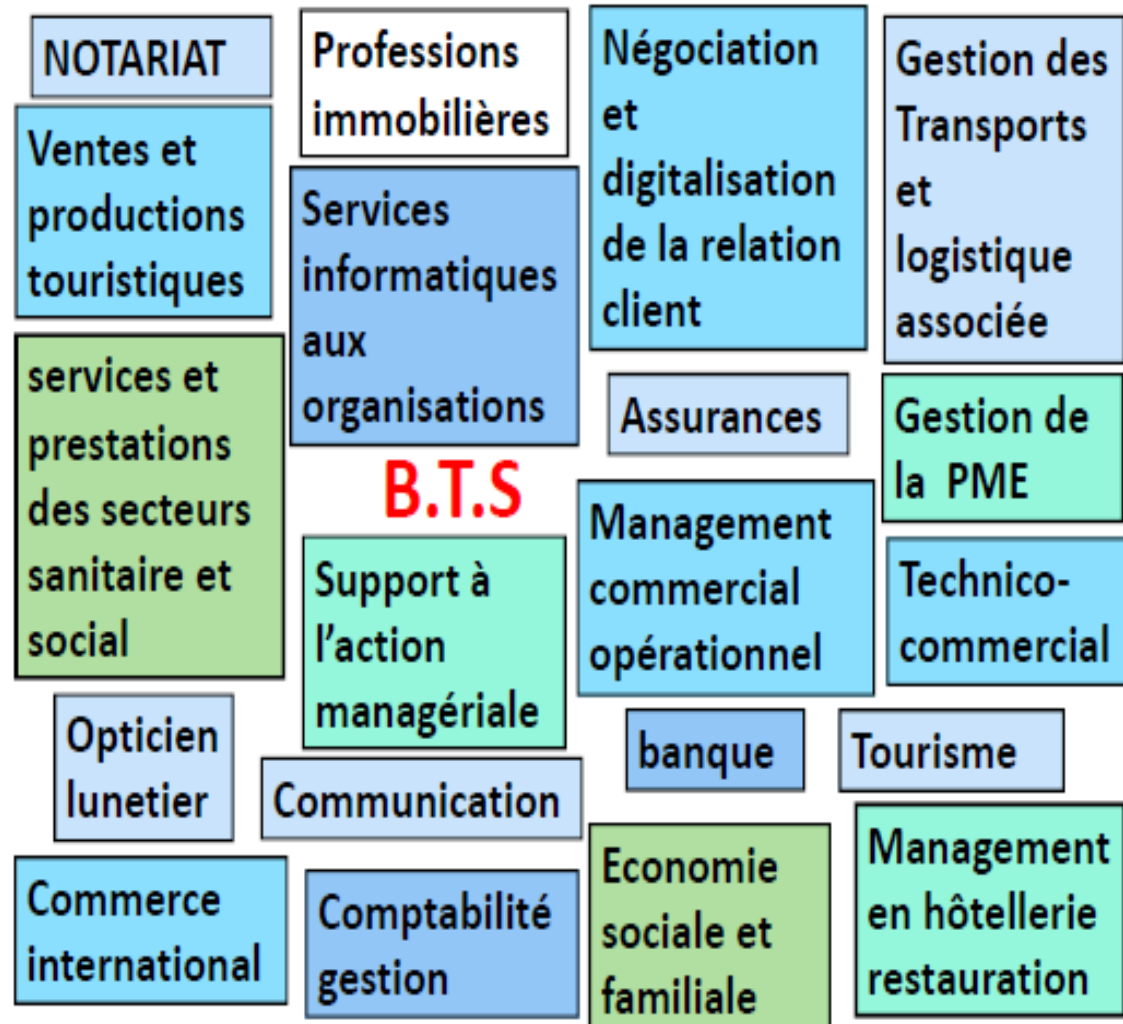 NOTARIAT
Professions
immobilières
Négociation
et
digitalisation
de la relation
client
Gestion des
Transports
et
logistique
associée
Ventes et
productions
touristiques
Services
informatiques
aux
organisations
services et
prestations
des secteurs
sanitaire et
social
Assurances
Gestion de
la PME
B.T.S
Support à
l'action
managériale
Management
commercial
opérationnel
Technico-
commercial
Opticien
lunetier
Communication
banque
Tourisme
Commerce
international
Comptabilité
gestion
Economie
sociale et
familiale
Management
en hôtellerie
restauration